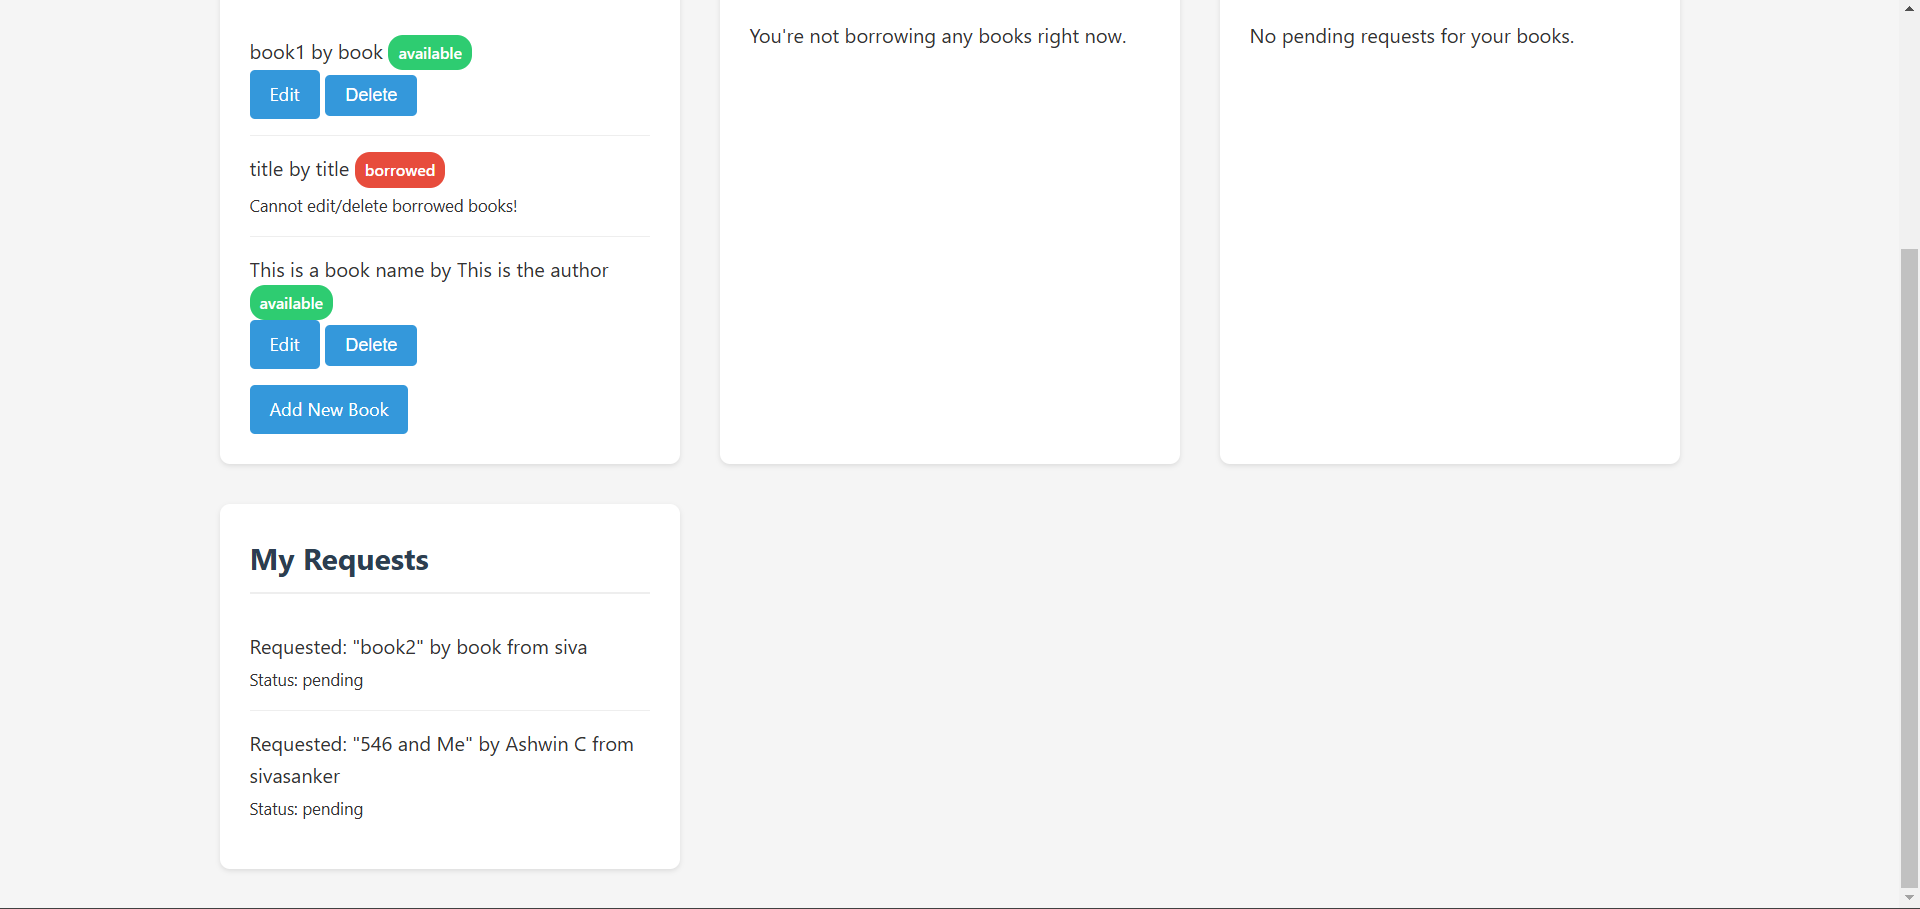 book1 by book available
Edit Delete
title by title borrowed
Cannot edit/delete borrowed books!
This is a book name by This is the author
available
Edit Delete
Add New Book
You're not borrowing any books right now.
No pending requests for your books.
My Requests
Requested: "book2" by book from siva
Status: pending
Requested: "546 and Me" by Ashwin C from
sivasanker
Status: pending